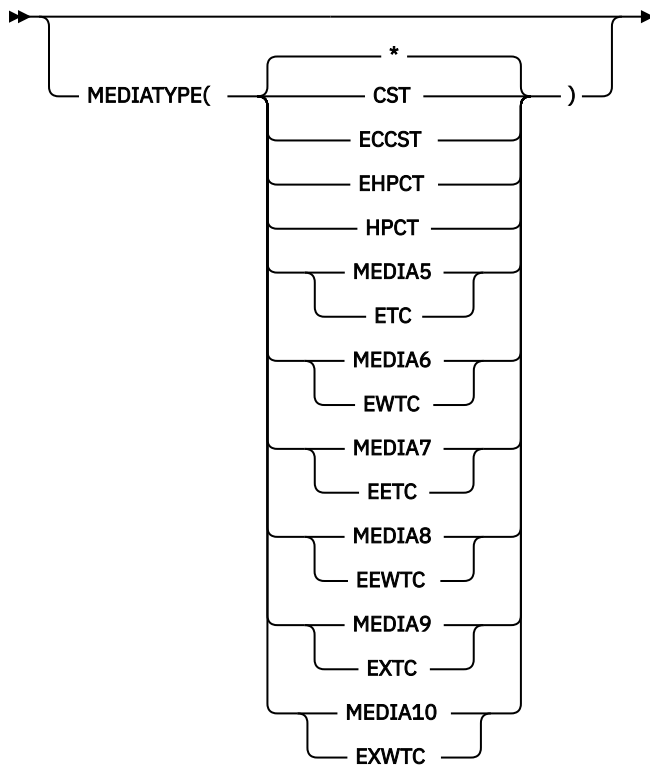 *
MEDIATYPE( CST )
ECCST
EHPCT
HPCT
MEDIA5
ETC
MEDIA6
EWTC
MEDIA7
EETC
MEDIA8
EEWTC
MEDIA9
EXTC
MEDIA10
EXWTC